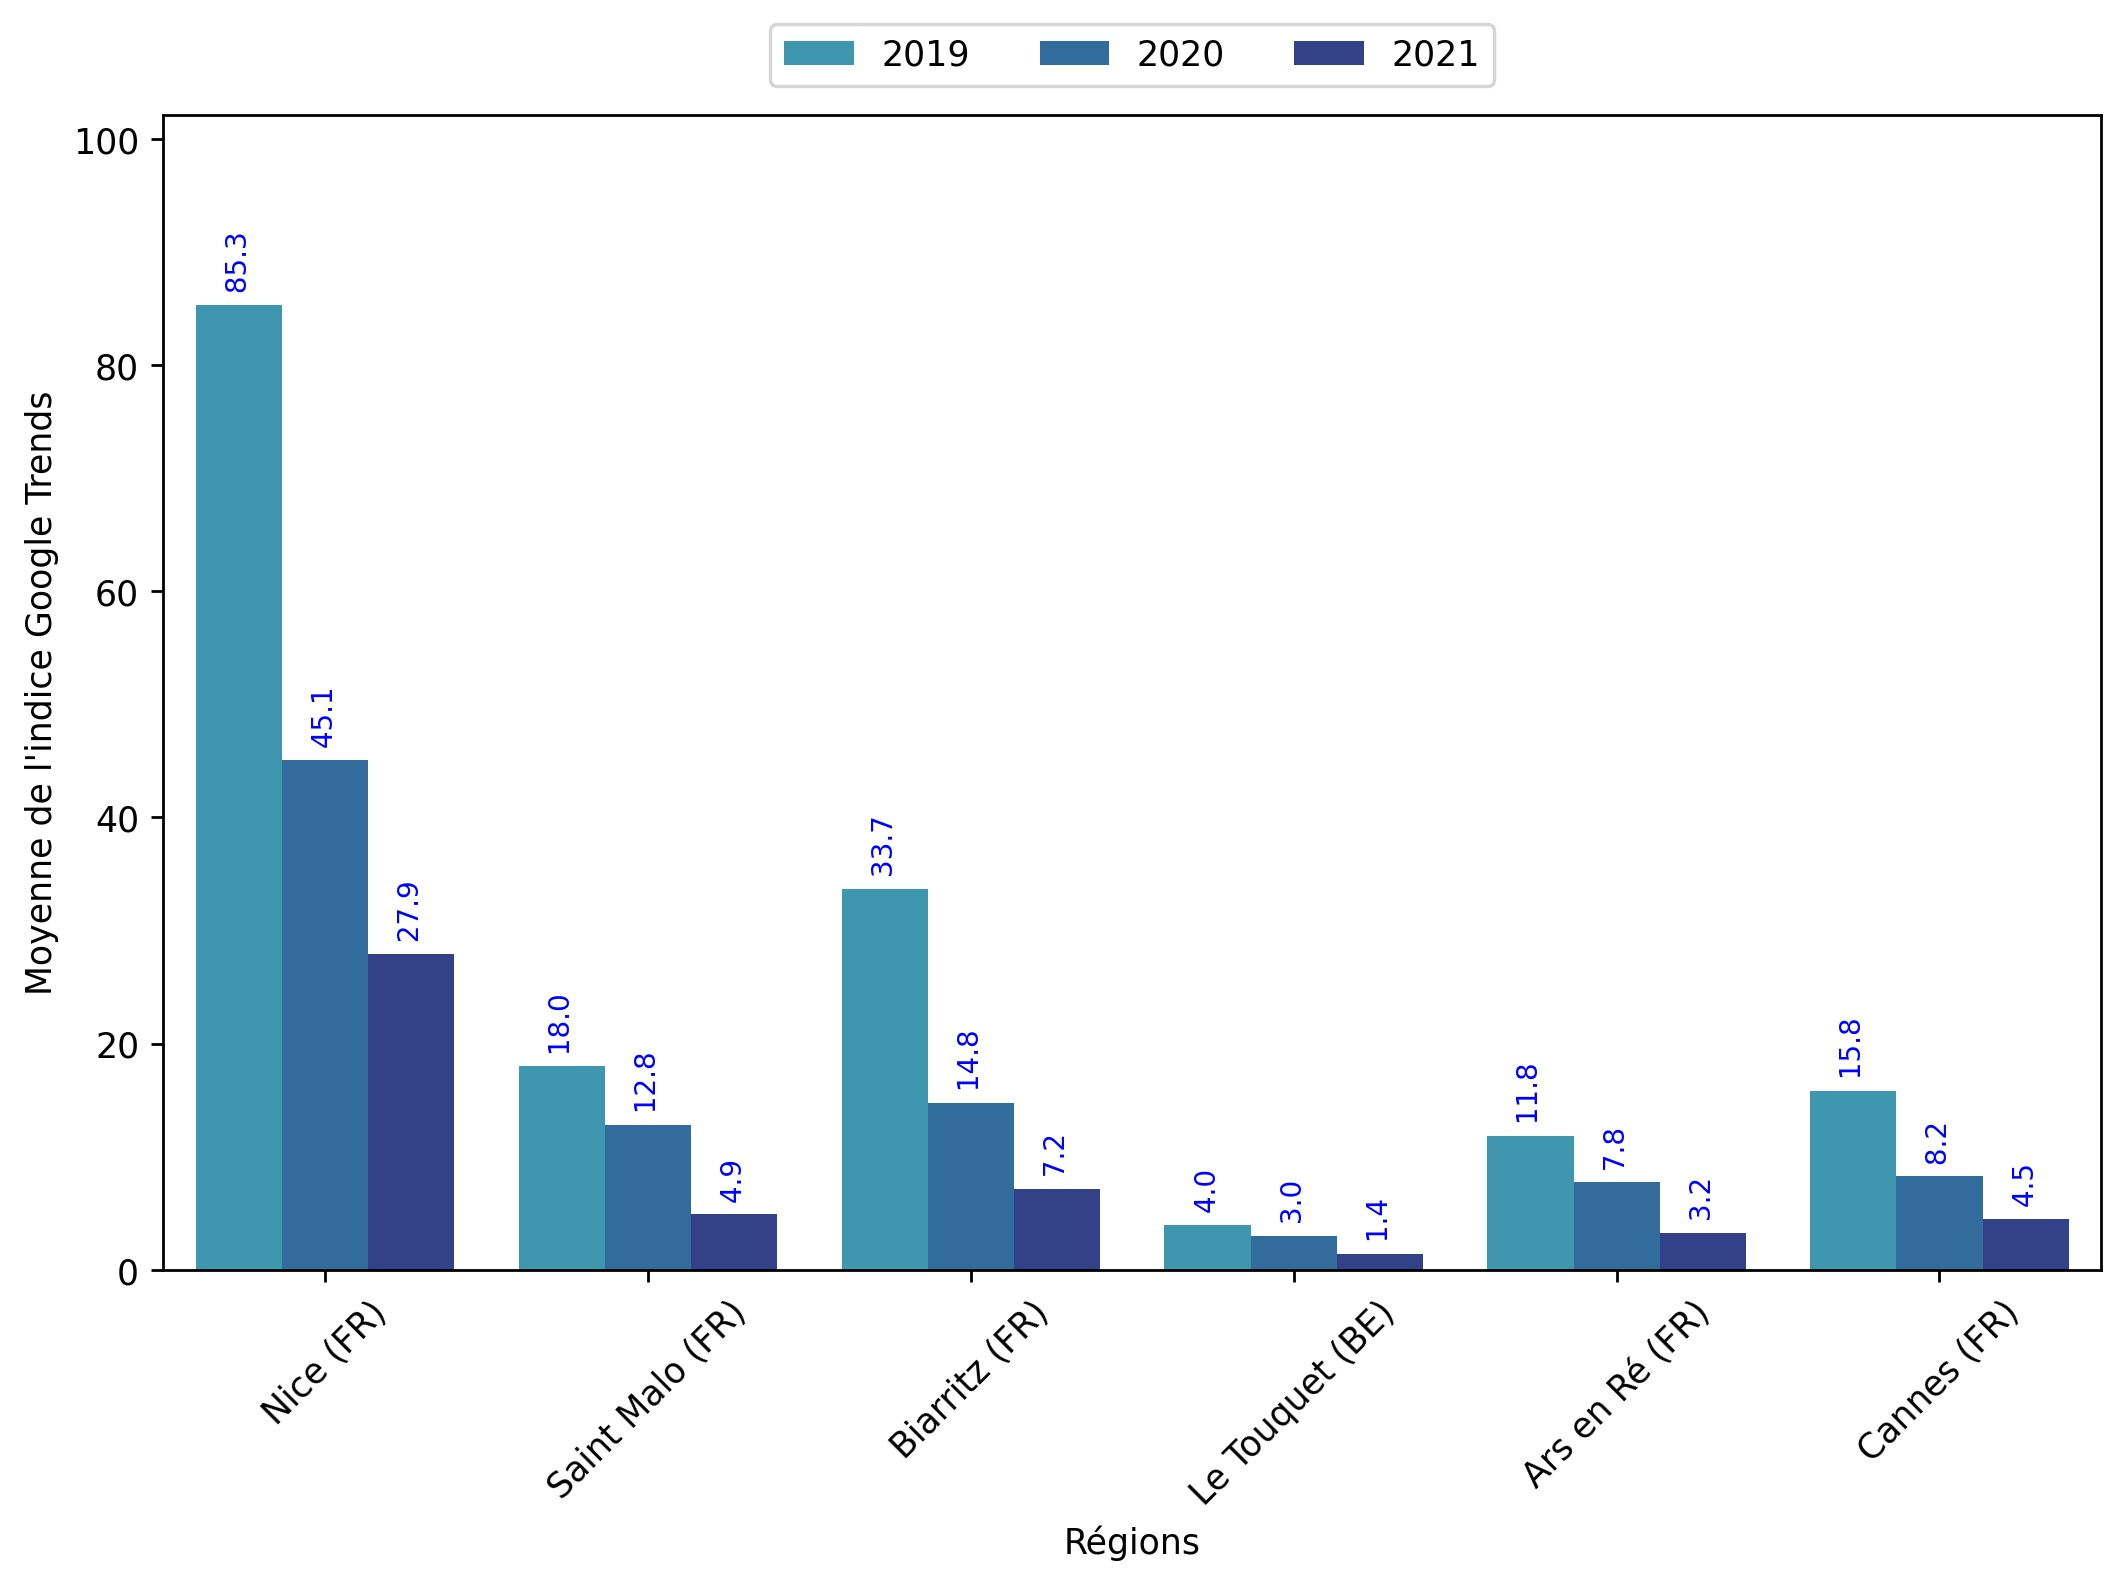 2019 2020 2021
Moyenne de l'indice Google Trends
100
80
60
40
20
0
85.3
45.1
27.9
18.0
12.8
4.9
33.7
14.8
7.2
4.0
3.0
1.4
11.8
7.8
3.2
15.8
8.2
4.5
Nice (FR)
Saint Malo (FR)
Biarritz (FR)
Le Touquet (BE)
Ars en Ré (FR)
Cannes (FR)
Régions